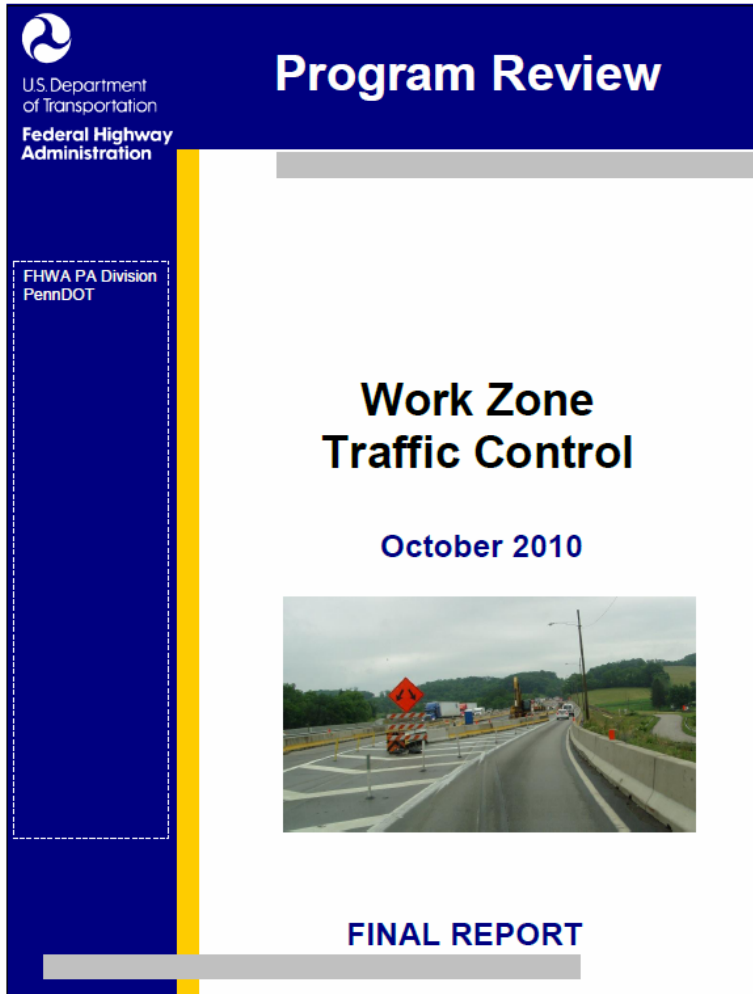 U.S. Department
of Transportation
Federal Highway
Administration
Program Review
FHWA PA Division
PennDOT
Work Zone
Traffic Control
October 2010
FINAL REPORT